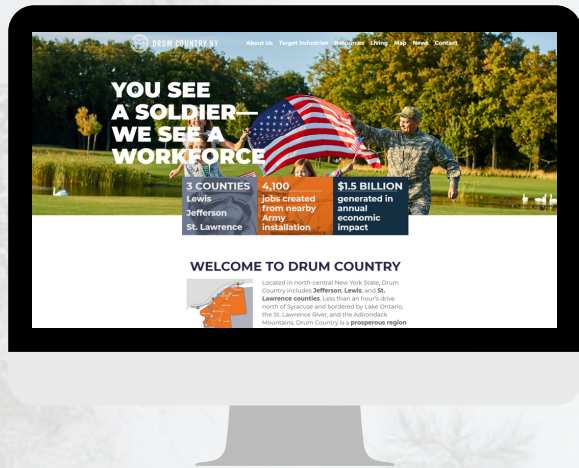 DRUM COUNTRY NY
About Us Target Industries Resources Living Map News Contact
YOU SEE
A SOLDIER—
WE SEE A
WORKFORCE
3 COUNTIES
Lewis
Jefferson
St. Lawrence
4,100
jobs created
from nearby
Army
installation
$1.5 BILLION
generated in
annual
economic
impact
WELCOME TO DRUM COUNTRY
Located in north-central New York State, Drum
Country includes Jefferson, Lewis, and St.
Lawrence counties. Less than an hour's drive
north of Syracuse and bordered by Lake Ontario,
the St. Lawrence River, and the Adirondack
Mountains, Drum Country is a prosperous region